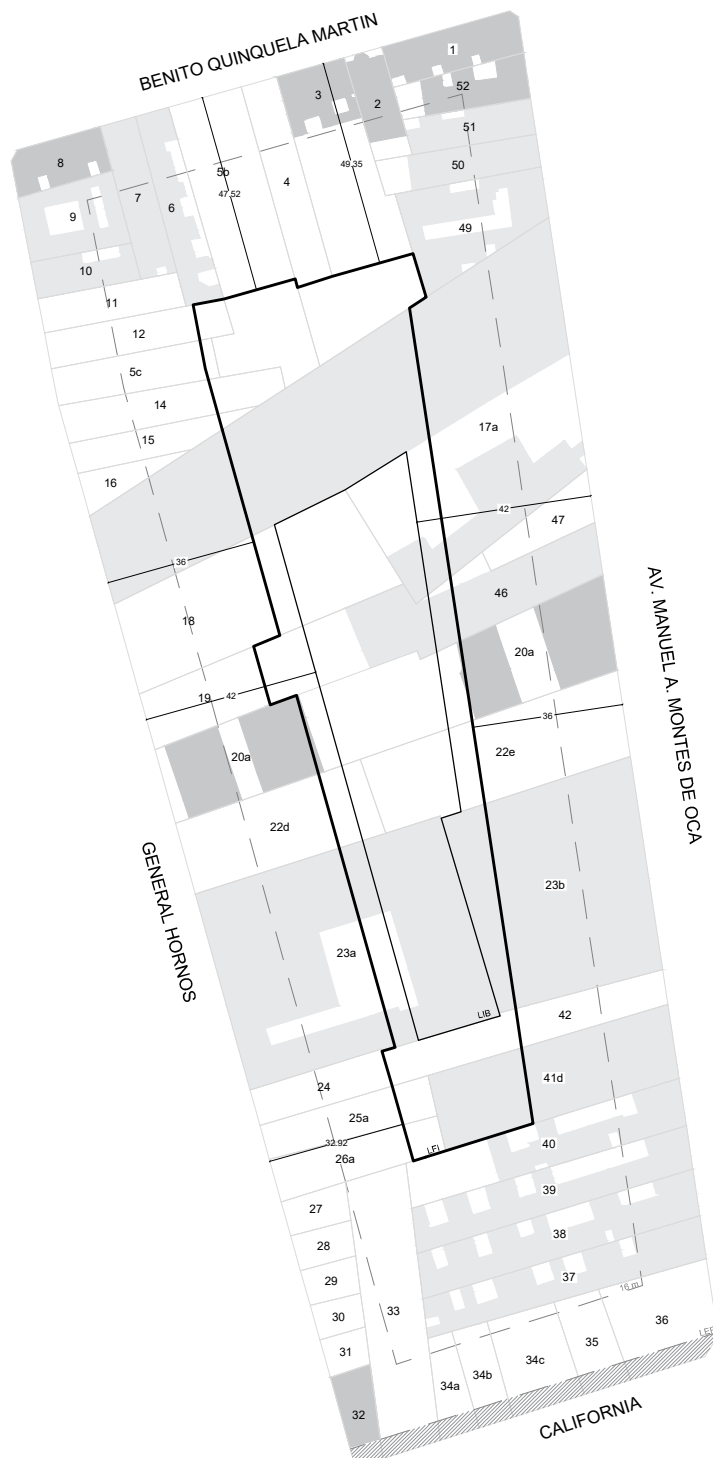 BENITO QUINQUELA MARTIN
1
52
3
2
51
8
50
49.35
5b
4
47.52
7
6
9
49
10
11
12
5c
14
17a
15
16
42
47
36
46
18
20a
AV. MANUEL A. MONTES DE OCA
19
42
36
20a
22e
22d
GENERAL HORNOS
23b
23a
LIB
42
24
41d
25a
32.92
40
LFI
26a
39
27
38
28
37
29
16 m
30
33
36
31
35
34c
34b
34a
32
CALIFORNIA